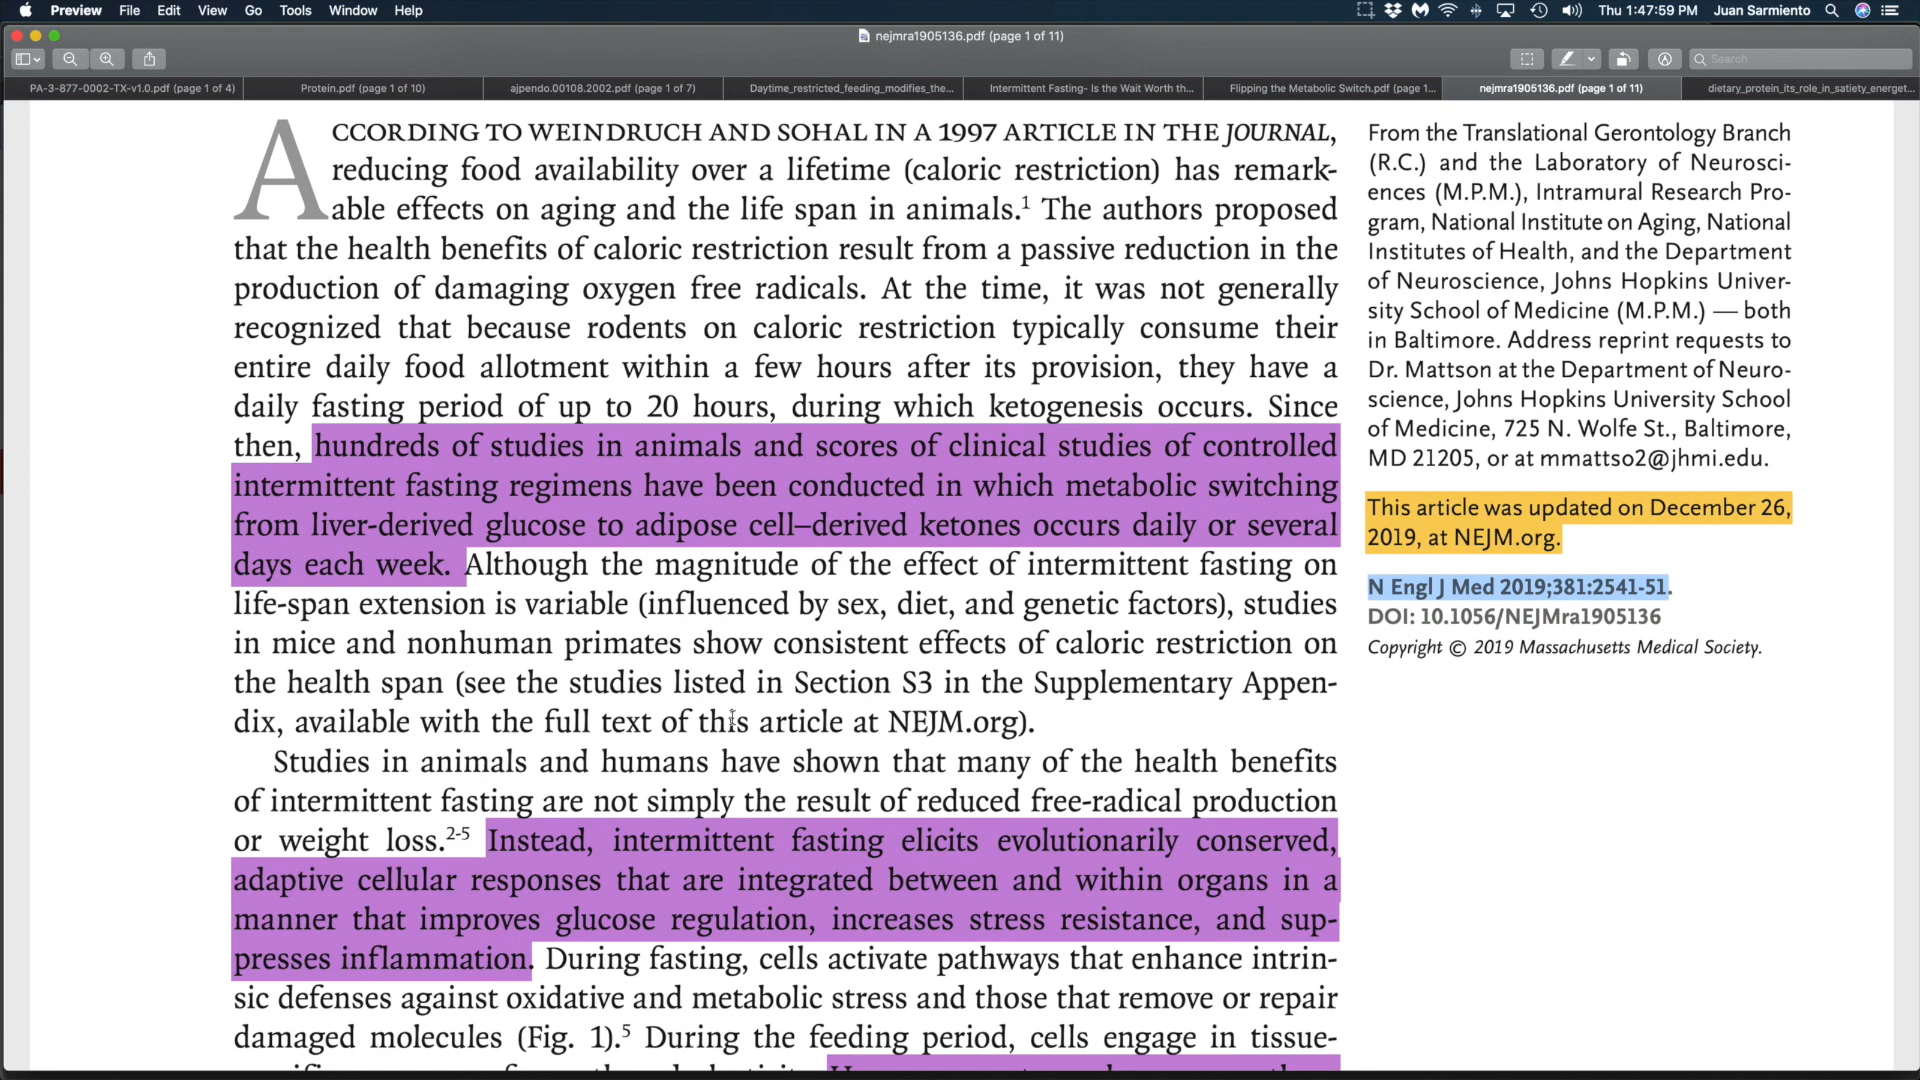 Preview File Edit View Go Tools Window Help
Thu 1:47:59 PM Juan Sarmiento
nejmra1905136.pdf (page 1 of 11)
Search
PA-3-877-0002-TX-v1.0.pdf (page 1 of 4)
Protein.pdf (page 1 of 10)
ajpendo.00108.2002.pdf (page 1 of 7)
Daytime_restricted_feeding_modifies_the...
Intermittent Fasting- Is the Wait Worth th...
Flipping the Metabolic Switch.pdf (page 1...
nejmra1905136.pdf (page 1 of 11)
dietary_protein_its_role_in_satiety_energet...
ACCORDING TO WEINDRUCH AND SOHAL IN A 1997 ARTICLE IN THE JOURNAL,
reducing food availability over a lifetime (caloric restriction) has remark-
able effects on aging and the life span in animals.1 The authors proposed
that the health benefits of caloric restriction result from a passive reduction in the
production of damaging oxygen free radicals. At the time, it was not generally
recognized that because rodents on caloric restriction typically consume their
entire daily food allotment within a few hours after its provision, they have a
daily fasting period of up to 20 hours, during which ketogenesis occurs. Since
then, hundreds of studies in animals and scores of clinical studies of controlled
intermittent fasting regimens have been conducted in which metabolic switching
from liver-derived glucose to adipose cell–derived ketones occurs daily or several
days each week. Although the magnitude of the effect of intermittent fasting on
life-span extension is variable (influenced by sex, diet, and genetic factors), studies
in mice and nonhuman primates show consistent effects of caloric restriction on
the health span (see the studies listed in Section S3 in the Supplementary Appen-
dix, available with the full text of this article at NEJM.org).
Studies in animals and humans have shown that many of the health benefits
of intermittent fasting are not simply the result of reduced free-radical production
or weight loss.2-5 Instead, intermittent fasting elicits evolutionarily conserved,
adaptive cellular responses that are integrated between and within organs in a
manner that improves glucose regulation, increases stress resistance, and sup-
presses inflammation. During fasting, cells activate pathways that enhance intrin-
sic defenses against oxidative and metabolic stress and those that remove or repair
damaged molecules (Fig. 1).5 During the feeding period, cells engage in tissue-
From the Translational Gerontology Branch
(R.C.) and the Laboratory of Neurosci-
ences (M.P.M.), Intramural Research Pro-
gram, National Institute on Aging, National
Institutes of Health, and the Department
of Neuroscience, Johns Hopkins Univer-
sity School of Medicine (M.P.M.) — both
in Baltimore. Address reprint requests to
Dr. Mattson at the Department of Neuro-
science, Johns Hopkins University School
of Medicine, 725 N. Wolfe St., Baltimore,
MD 21205, or at mmattso2@jhmi.edu.
This article was updated on December 26,
2019, at NEJM.org.
N Engl J Med 2019;381:2541-51.
DOI: 10.1056/NEJMra1905136
Copyright © 2019 Massachusetts Medical Society.